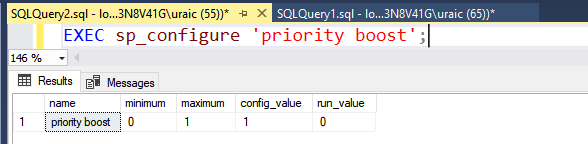 SQLQuery2.sql - lo...3N8V41G\uraic (55))* SQLQuery1.sql - lo...3N8V41G\uraic (65))*
EXEC sp_configure 'priority boost';
146 %
Results Messages
name minimum maximum config_value run_value
1 priority boost 0 1 1 0